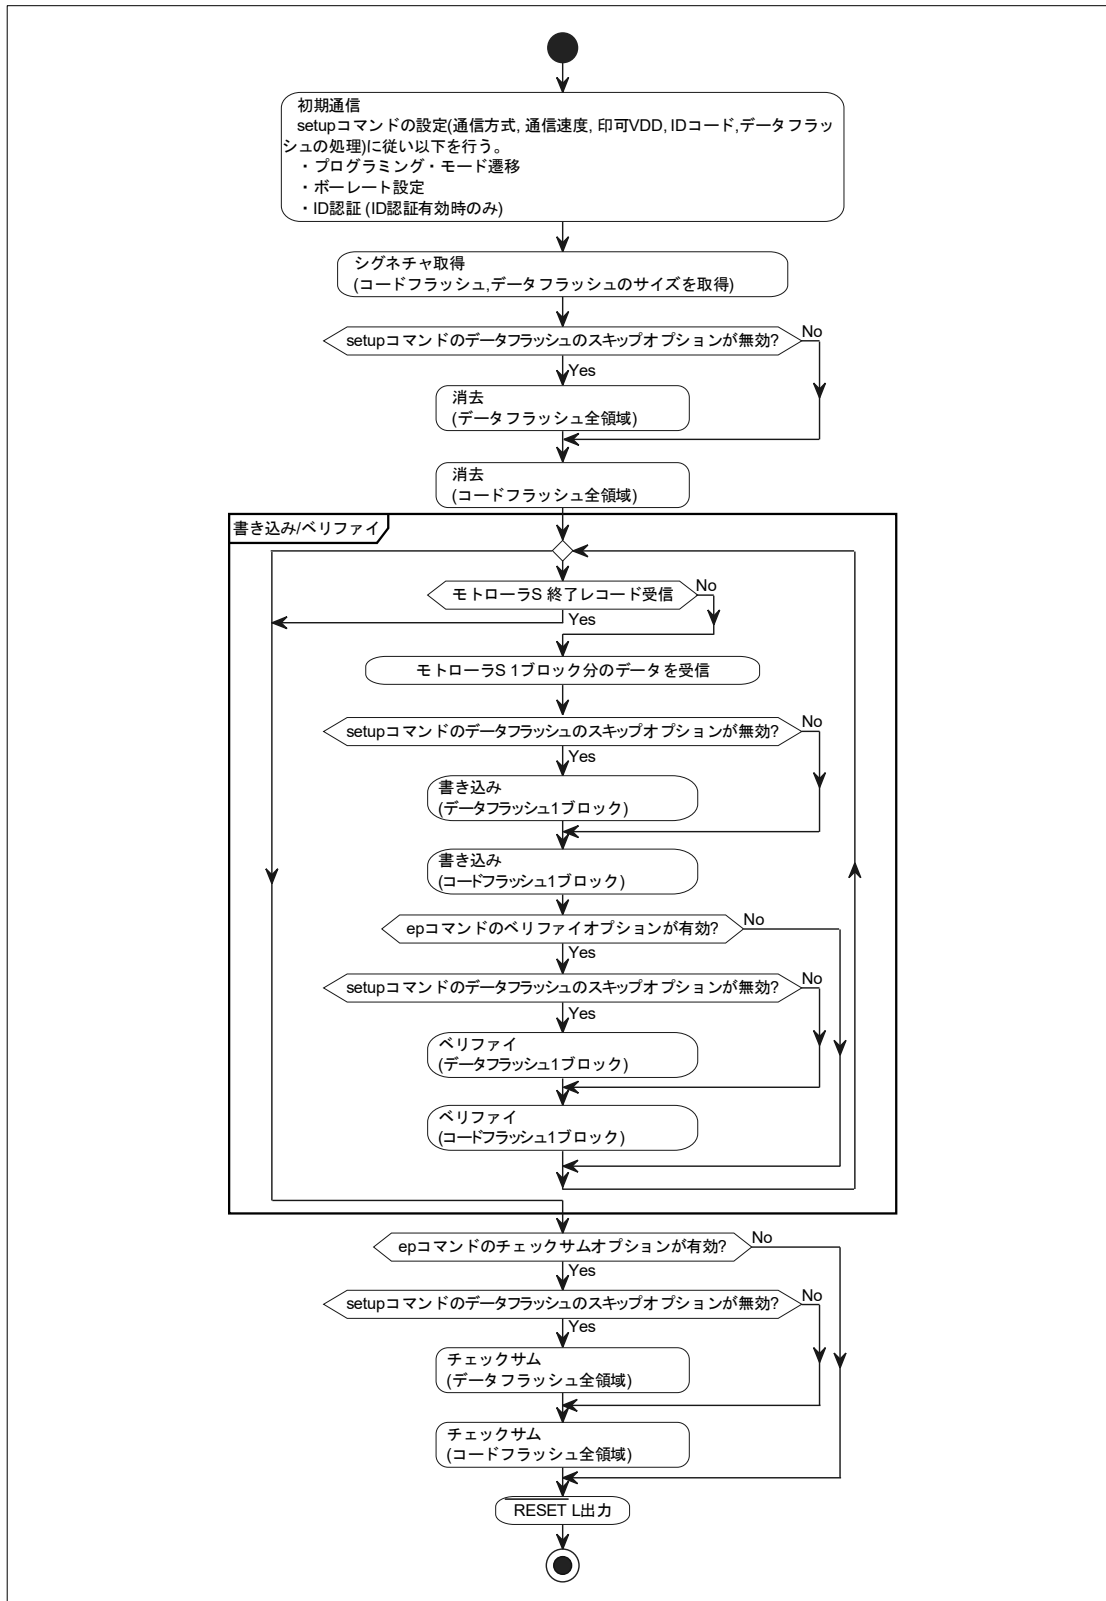 初期通信
setupコマンドの設定(通信方式, 通信速度, 印可VDD, IDコード,データフラッ
シュの処理)に従い以下を行う。
・プログラミング・モード遷移
・ボーレート設定
・ID認証 (ID認証有効時のみ)
シグネチャ取得
(コードフラッシュ,データフラッシュのサイズを取得)
setupコマンドのデータフラッシュのスキップオプションが無効?
No
Yes
消去
(データフラッシュ全領域)
消去
(コードフラッシュ全領域)
書き込み/ベリファイ
モトローラS 終了レコード受信
No
Yes
モトローラS 1ブロック分のデータを受信
setupコマンドのデータフラッシュのスキップオプションが無効?
No
Yes
書き込み
(データフラッシュ1ブロック)
書き込み
(コードフラッシュ1ブロック)
epコマンドのベリファイオプションが有効?
No
Yes
setupコマンドのデータフラッシュのスキップオプションが無効?
No
Yes
ベリファイ
(データフラッシュ1ブロック)
ベリファイ
(コードフラッシュ1ブロック)
epコマンドのチェックサムオプションが有効?
No
Yes
setupコマンドのデータフラッシュのスキップオプションが無効?
No
Yes
チェックサム
(データフラッシュ全領域)
チェックサム
(コードフラッシュ全領域)
RESET L出力